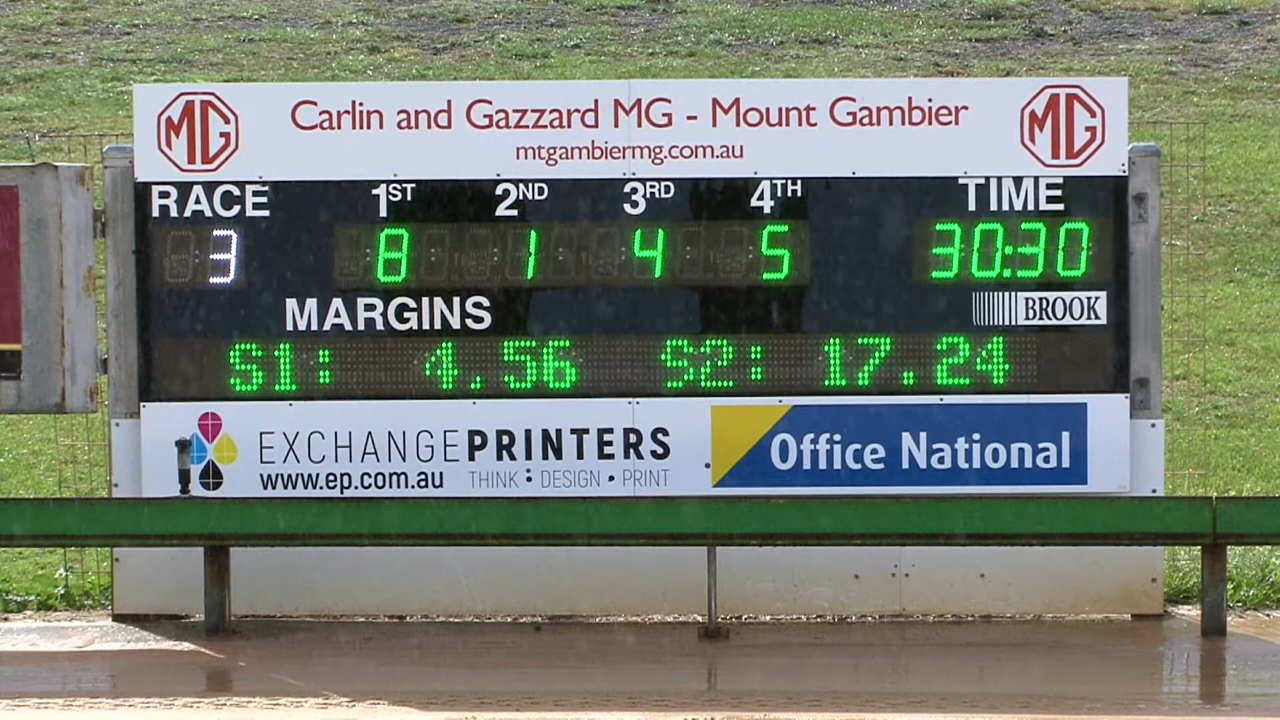 MG Carlin and Gazzard MG - Mount Gambier MG
mtgambiermg.com.au
RACE 1ST 2ND 3RD 4TH TIME
3 8 1 4 5 30:30
MARGINS BROOK
S1: 4.56 S2: 17.24
EXCHANGEPRINTERS Office National
www.ep.com.au THINK : DESIGN • PRINT